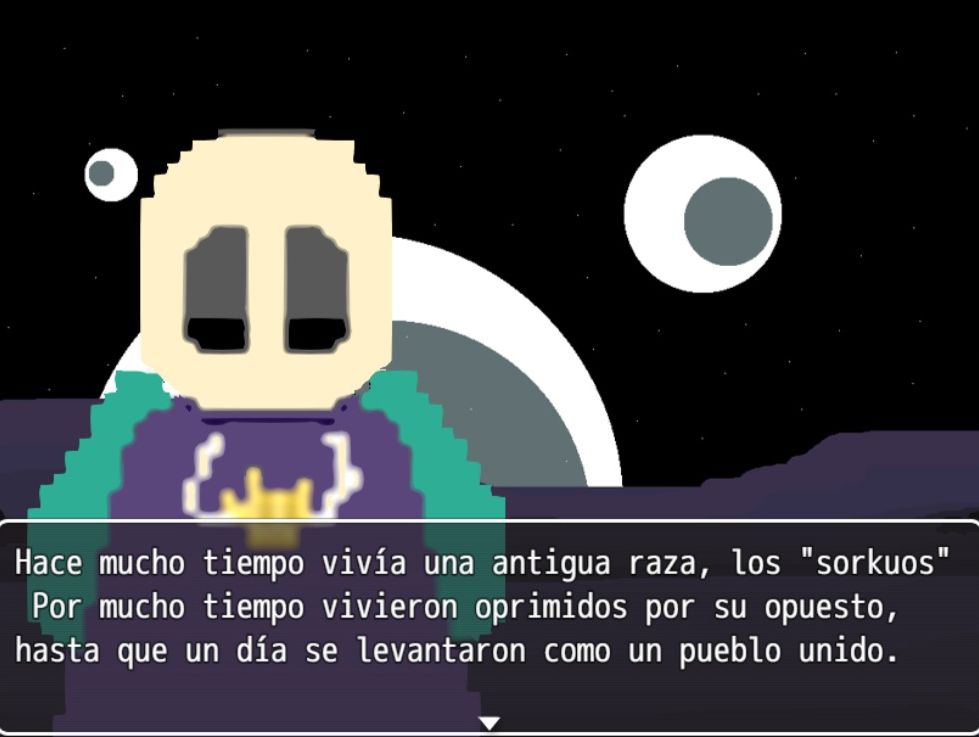 Hace mucho tiempo vivía una antigua raza, los "sorkuos"
Por mucho tiempo vivieron oprimidos por su opuesto,
hasta que un día se levantaron como un pueblo unido.